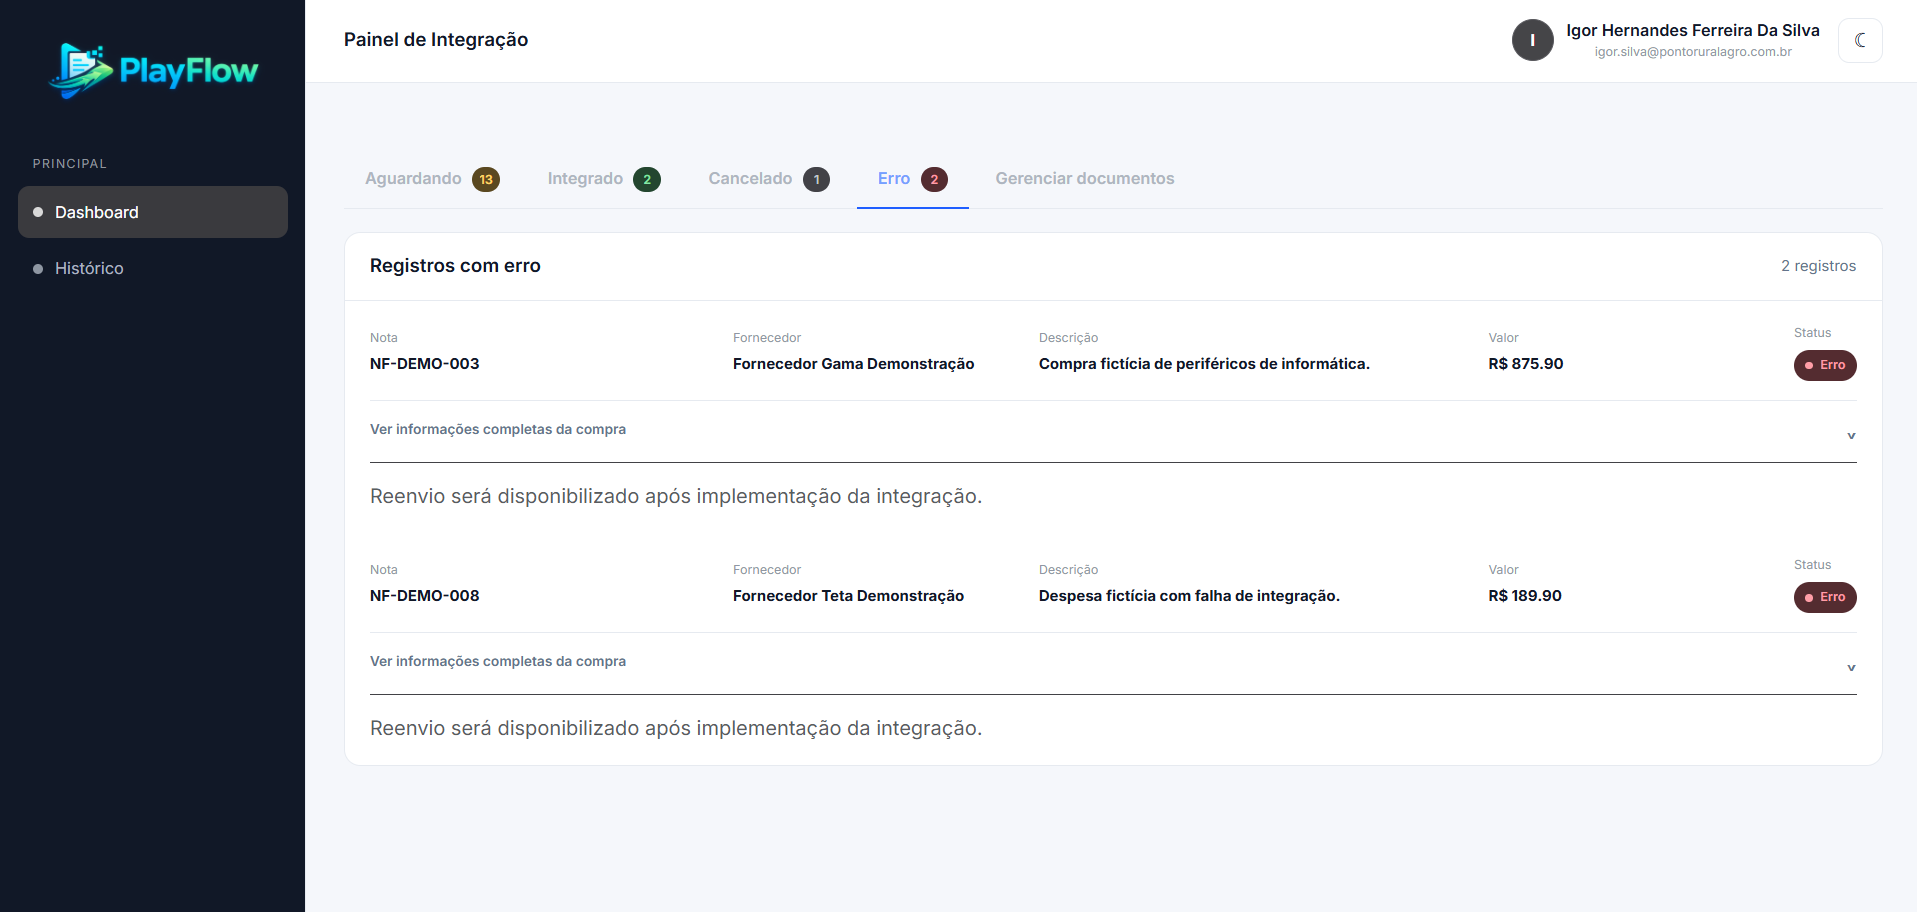 PlayFlow
Painel de Integração
I
Igor Hernandes Ferreira Da Silva
igor.silva@pontoruralagro.com.br
PRINCIPAL
Dashboard
Histórico
Aguardando 13 Integrado 2 Cancelado 1 Erro 2 Gerenciar documentos
Registros com erro 2 registros
Nota Fornecedor Descrição Valor Status
NF-DEMO-003 Fornecedor Gama Demonstração Compra fictícia de periféricos de informática. R$ 875.90 Erro
Ver informações completas da compra v
Reenvio será disponibilizado após implementação da integração.
Nota Fornecedor Descrição Valor Status
NF-DEMO-008 Fornecedor Teta Demonstração Despesa fictícia com falha de integração. R$ 189.90 Erro
Ver informações completas da compra v
Reenvio será disponibilizado após implementação da integração.